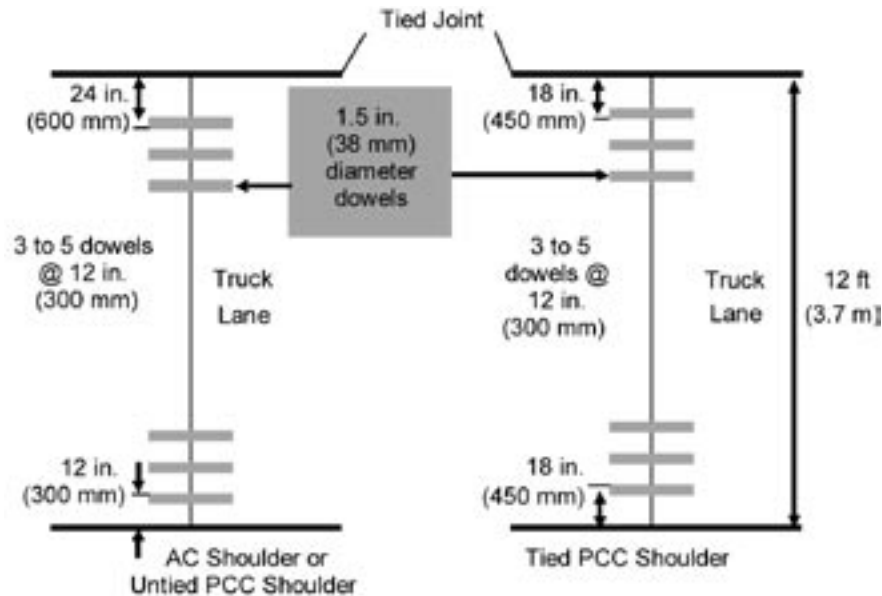 Tied Joint
24 in.
(600 mm)
1.5 in.
(38 mm)
diameter
dowels
18 in.
(450 mm)
3 to 5 dowels
@ 12 in.
(300 mm)
Truck
Lane
3 to 5
dowels @
12 in.
(300 mm)
Truck
Lane
12 ft
(3.7 m)
12 in.
(300 mm)
18 in.
(450 mm)
AC Shoulder or
Untied PCC Shoulder
Tied PCC Shoulder